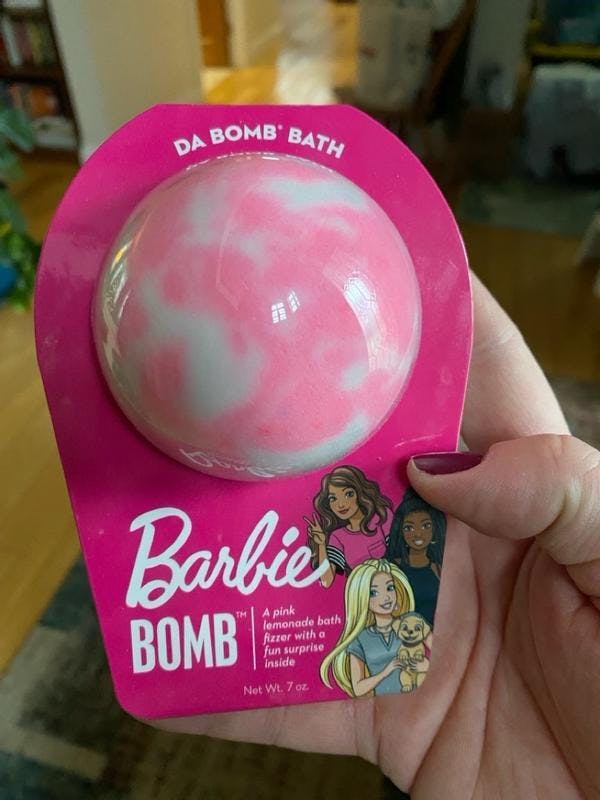 DA BOMB® BATH
Barbie
BOMB™
A pink
lemonade bath
fizzer with a
fun surprise
inside
Net Wt. 7 oz.